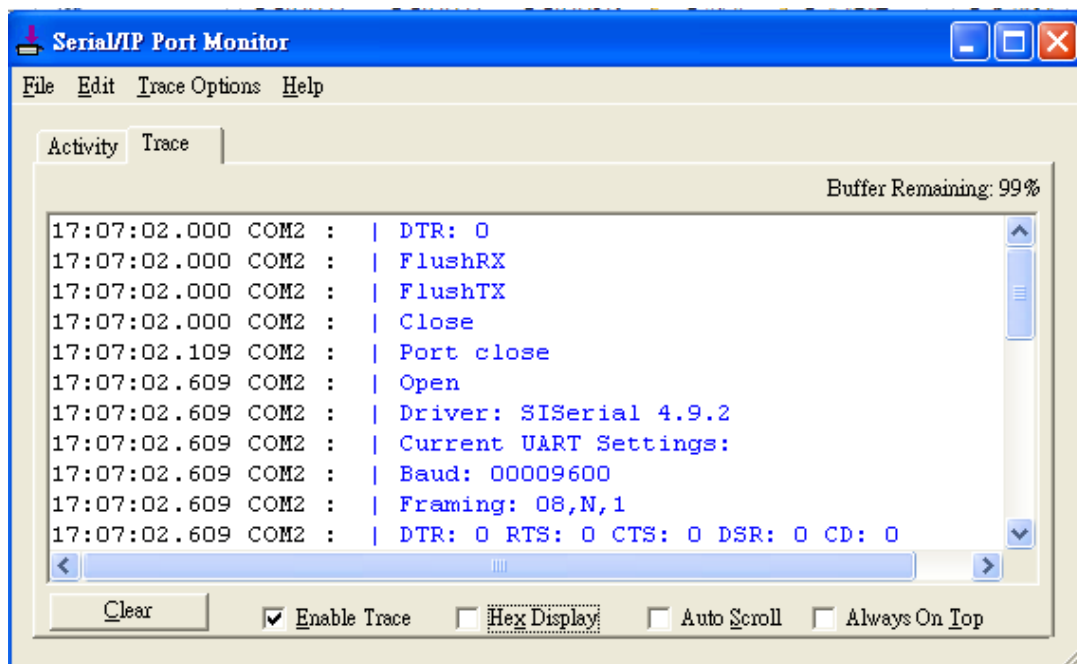 Serial/IP Port Monitor
File Edit Trace Options Help
Activity Trace
Buffer Remaining: 99%
17:07:02.000 COM2 : | DTR: 0
17:07:02.000 COM2 : | FlushRX
17:07:02.000 COM2 : | FlushTX
17:07:02.000 COM2 : | Close
17:07:02.109 COM2 : | Port close
17:07:02.609 COM2 : | Open
17:07:02.609 COM2 : | Driver: SISerial 4.9.2
17:07:02.609 COM2 : | Current UART Settings:
17:07:02.609 COM2 : | Baud: 00009600
17:07:02.609 COM2 : | Framing: 08,N,1
17:07:02.609 COM2 : | DTR: 0 RTS: 0 CTS: 0 DSR: 0 CD: 0
Clear Enable Trace Hex Display Auto Scroll Always On Top